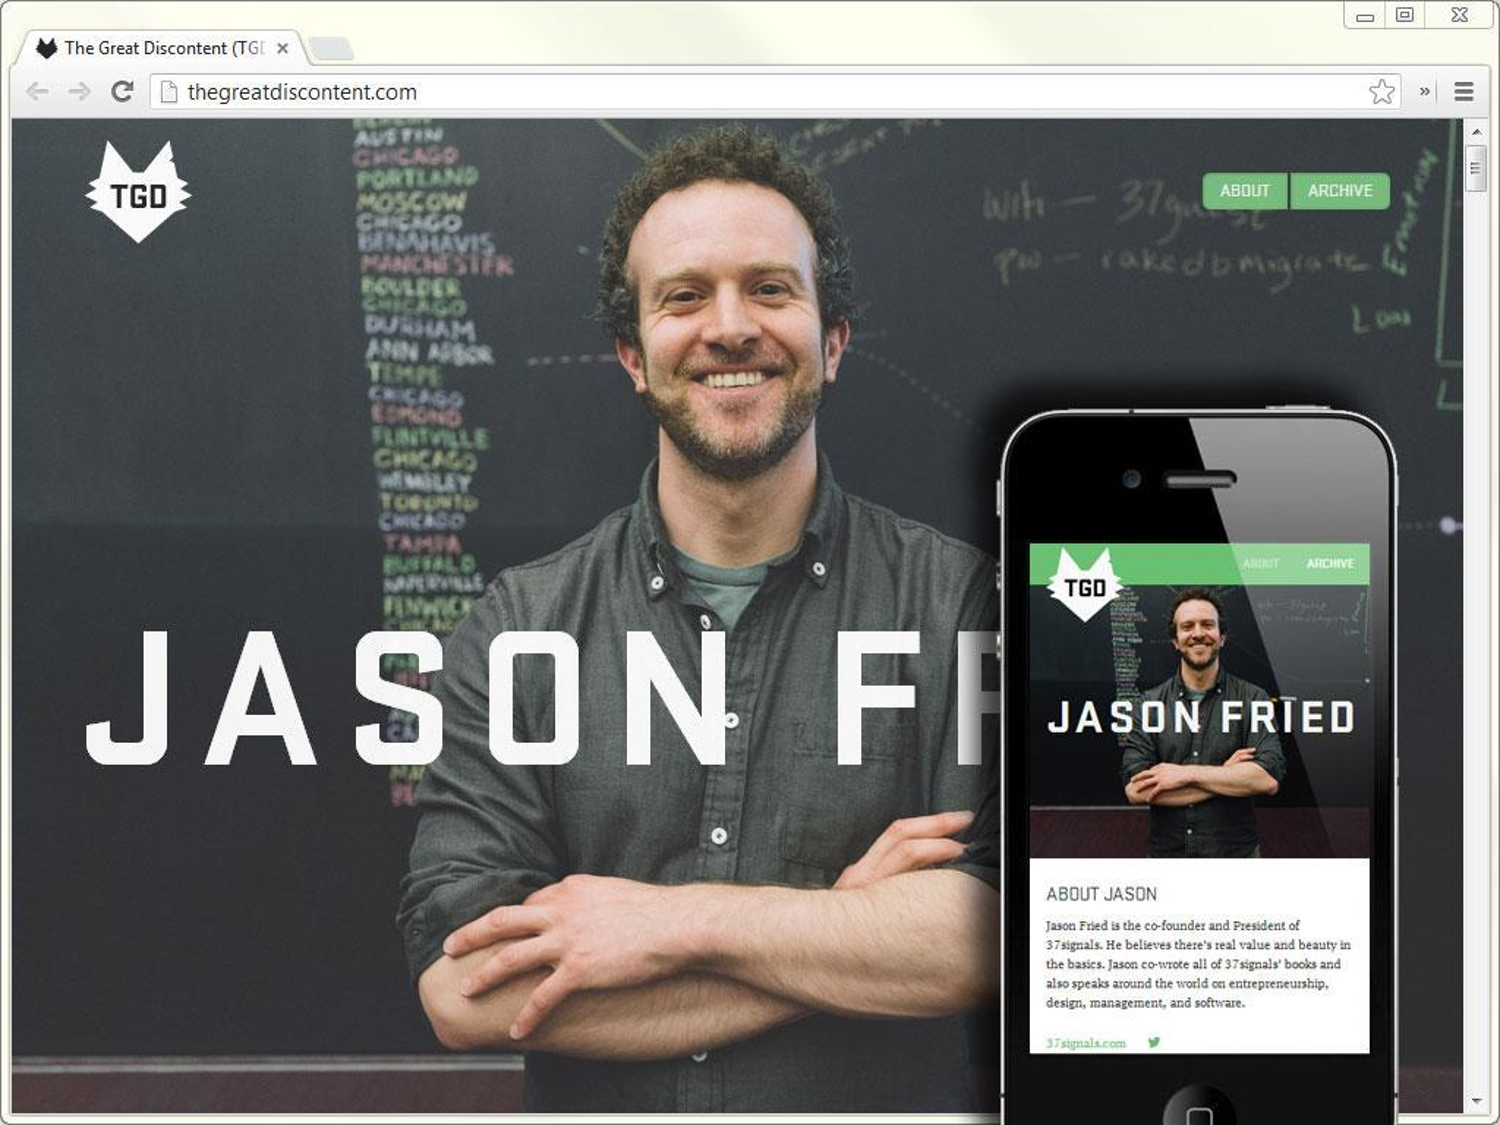 The Great Discontent (TGD
thegreatdiscontent.com
TGD
ABOUT
ARCHIVE
AUSTIN
CHICAGO
PORTLAND
MOSCOW
CHICAGO
BENAHAVIS
MANCHESTER
BOULDER
CHICAGO
DURHAM
ANN ARBOR
TEMPE
CHICAGO
EDMOND
FLINTVILLE
CHICAGO
WEMBLEY
TORONTO
CHICAGO
TAMPA
BUFFALO
NAPERVILLE
FENWICK
wifi — 37guest
pw — rakedbmigrate
JASON FR
TGD
ABOUT
ARCHIVE
JASON FRIED
ABOUT JASON
Jason Fried is the co-founder and President of
37signals. He believes there's real value and beauty in
the basics. Jason co-wrote all of 37signals' books and
also speaks around the world on entrepreneurship,
design, management, and software.
37signals.com